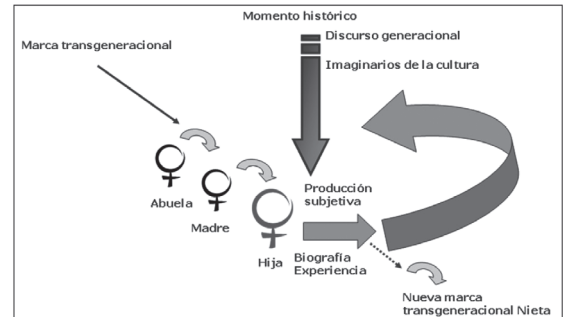 Momento histórico
Discurso generacional
Marca transgeneracional
Imaginarios de la cultura
Abuela
Madre
Hija
Producción
subjetiva
Biografía
Experiencia
Nueva marca
transgeneracional Nieta